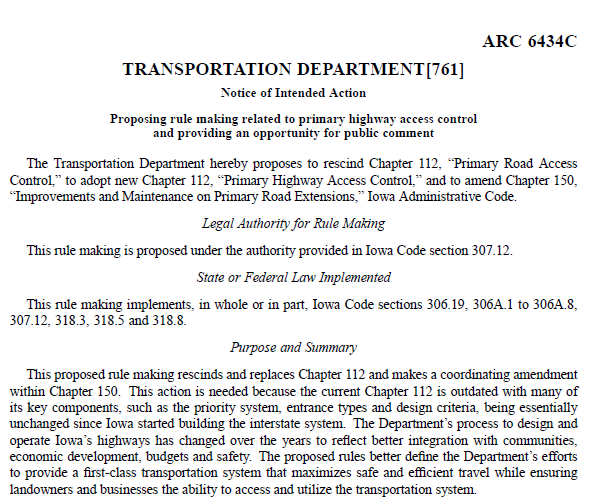 ARC 6434C
TRANSPORTATION DEPARTMENT[761]
Notice of Intended Action
Proposing rule making related to primary highway access control
and providing an opportunity for public comment
The Transportation Department hereby proposes to rescind Chapter 112, “Primary Road Access
Control,” to adopt new Chapter 112, “Primary Highway Access Control,” and to amend Chapter 150,
“Improvements and Maintenance on Primary Road Extensions,” Iowa Administrative Code.
Legal Authority for Rule Making
This rule making is proposed under the authority provided in Iowa Code section 307.12.
State or Federal Law Implemented
This rule making implements, in whole or in part, Iowa Code sections 306.19, 306A.1 to 306A.8,
307.12, 318.3, 318.5 and 318.8.
Purpose and Summary
This proposed rule making rescinds and replaces Chapter 112 and makes a coordinating amendment
within Chapter 150. This action is needed because the current Chapter 112 is outdated with many of
its key components, such as the priority system, entrance types and design criteria, being essentially
unchanged since Iowa started building the interstate system. The Department’s process to design and
operate Iowa’s highways has changed over the years to reflect better integration with communities,
economic development, budgets and safety. The proposed rules better define the Department’s efforts
to provide a first-class transportation system that maximizes safe and efficient travel while ensuring
landowners and businesses the ability to access and utilize the transportation system.